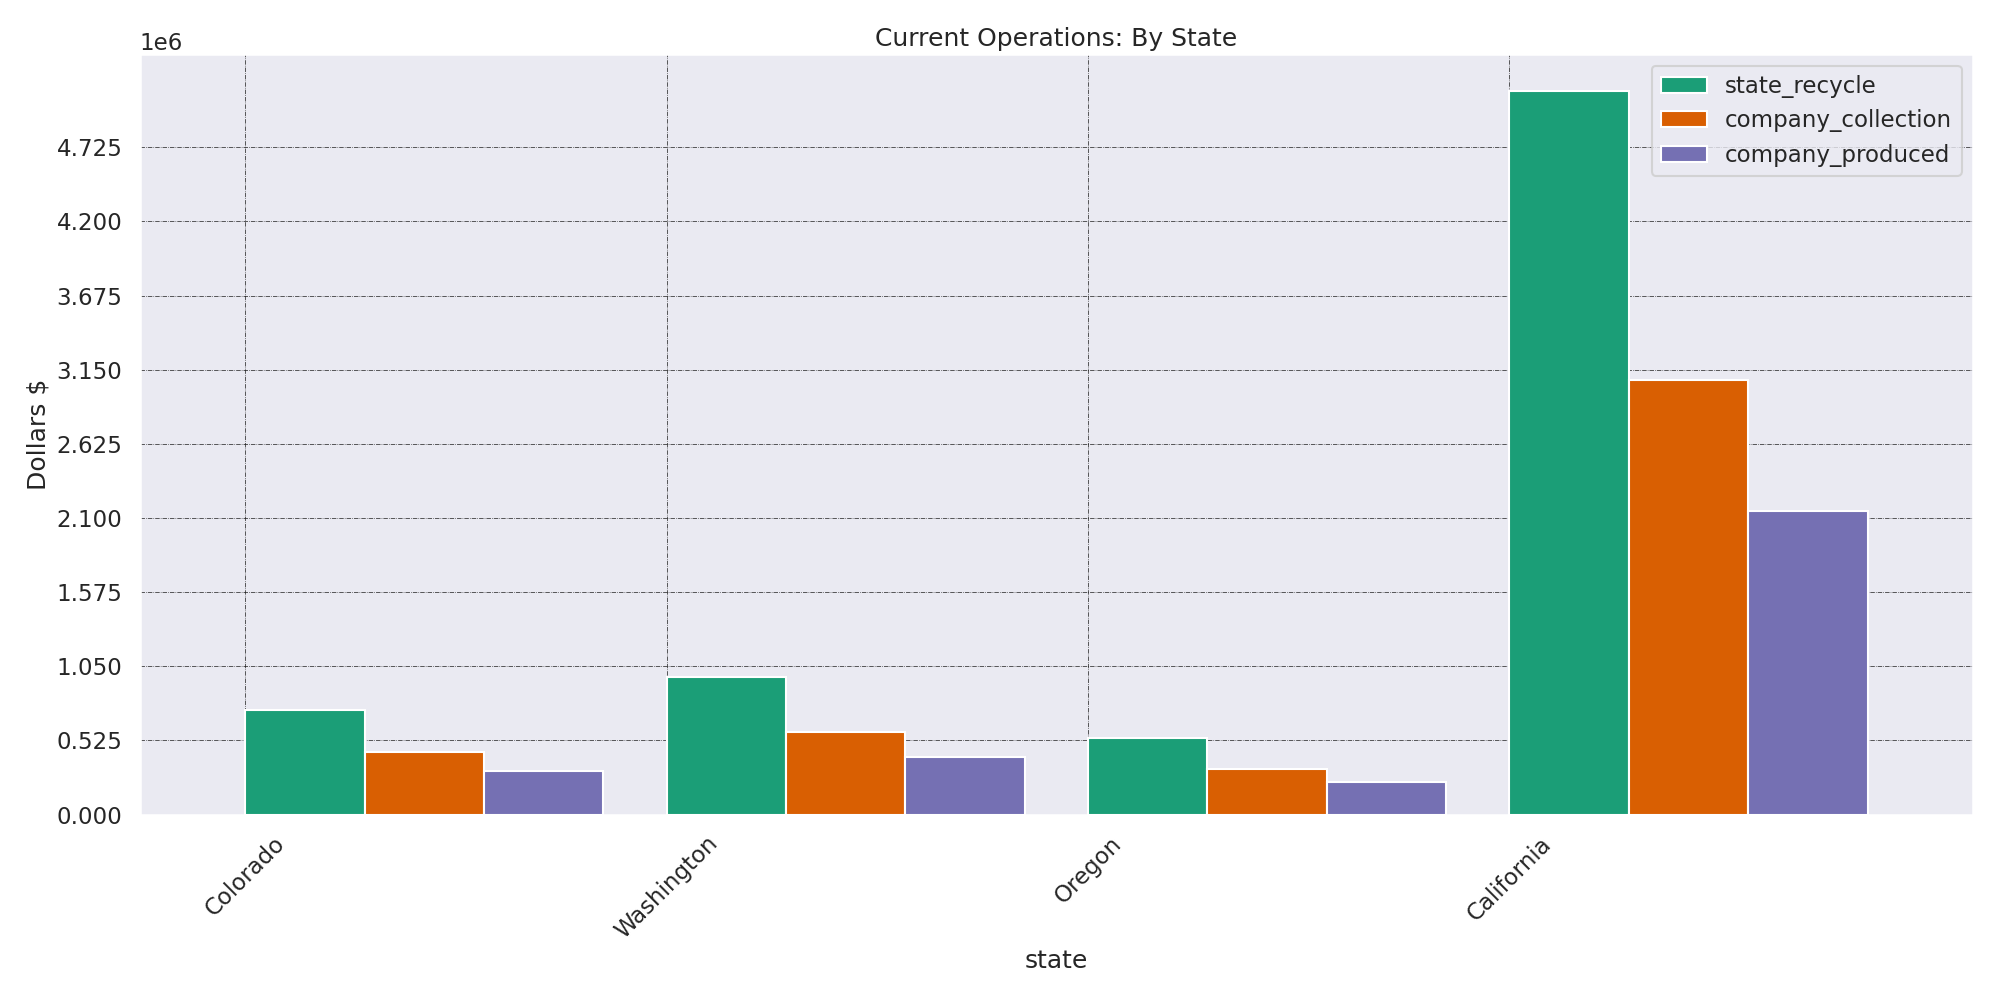 Current Operations: By State
1e6
state_recycle
company_collection
company_produced
4.725
4.200
3.675
3.150
2.625
2.100
1.575
1.050
0.525
0.000
Dollars $
Colorado
Washington
Oregon
California
state